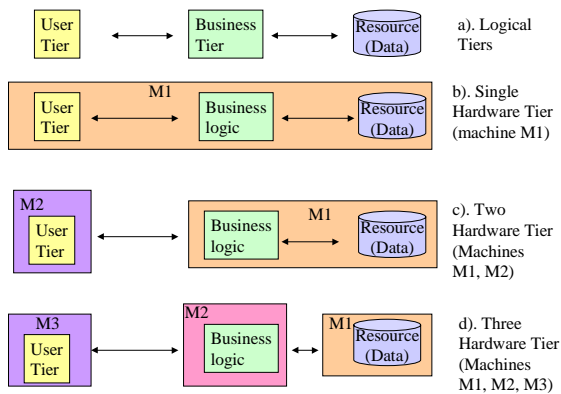 User
Tier
Business
Tier
Resource
(Data)
a). Logical
Tiers
M1
User
Tier
Business
logic
Resource
(Data)
b). Single
Hardware Tier
(machine M1)
M2
User
Tier
M1
Business
logic
Resource
(Data)
c). Two
Hardware Tier
(Machines
M1, M2)
M3
User
Tier
M2
Business
logic
M1
Resource
(Data)
d). Three
Hardware Tier
(Machines
M1, M2, M3)